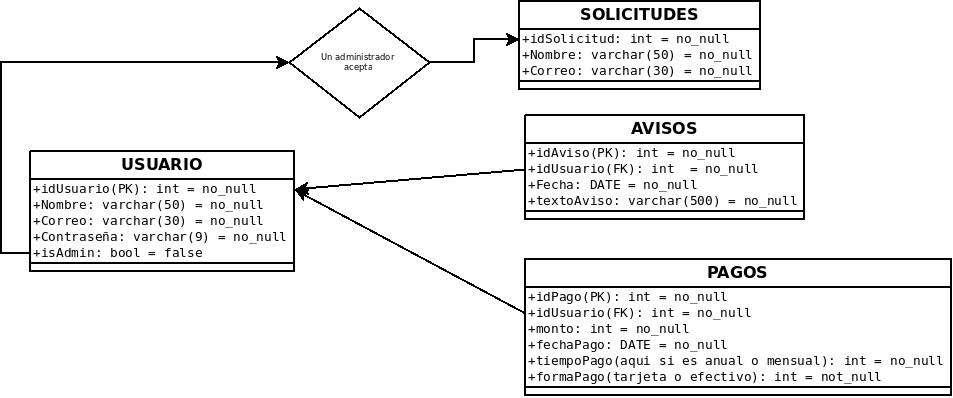 Un administrador
acepta
SOLICITUDES
+idSolicitud: int = no_null
+Nombre: varchar(50) = no_null
+Correo: varchar(30) = no_null
USUARIO
+idUsuario(PK): int = no_null
+Nombre: varchar(50) = no_null
+Correo: varchar(30) = no_null
+Contraseña: varchar(9) = no_null
+isAdmin: bool = false
AVISOS
+idAviso(PK): int = no_null
+idUsuario(FK): int  = no_null
+Fecha: DATE = no_null
+textoAviso: varchar(500) = no_null
PAGOS
+idPago(PK): int = no_null
+idUsuario(FK): int = no_null
+monto: int = no_null
+fechaPago: DATE = no_null
+tiempoPago(aqui si es anual o mensual): int = no_null
+formaPago(tarjeta o efectivo): int = not_null